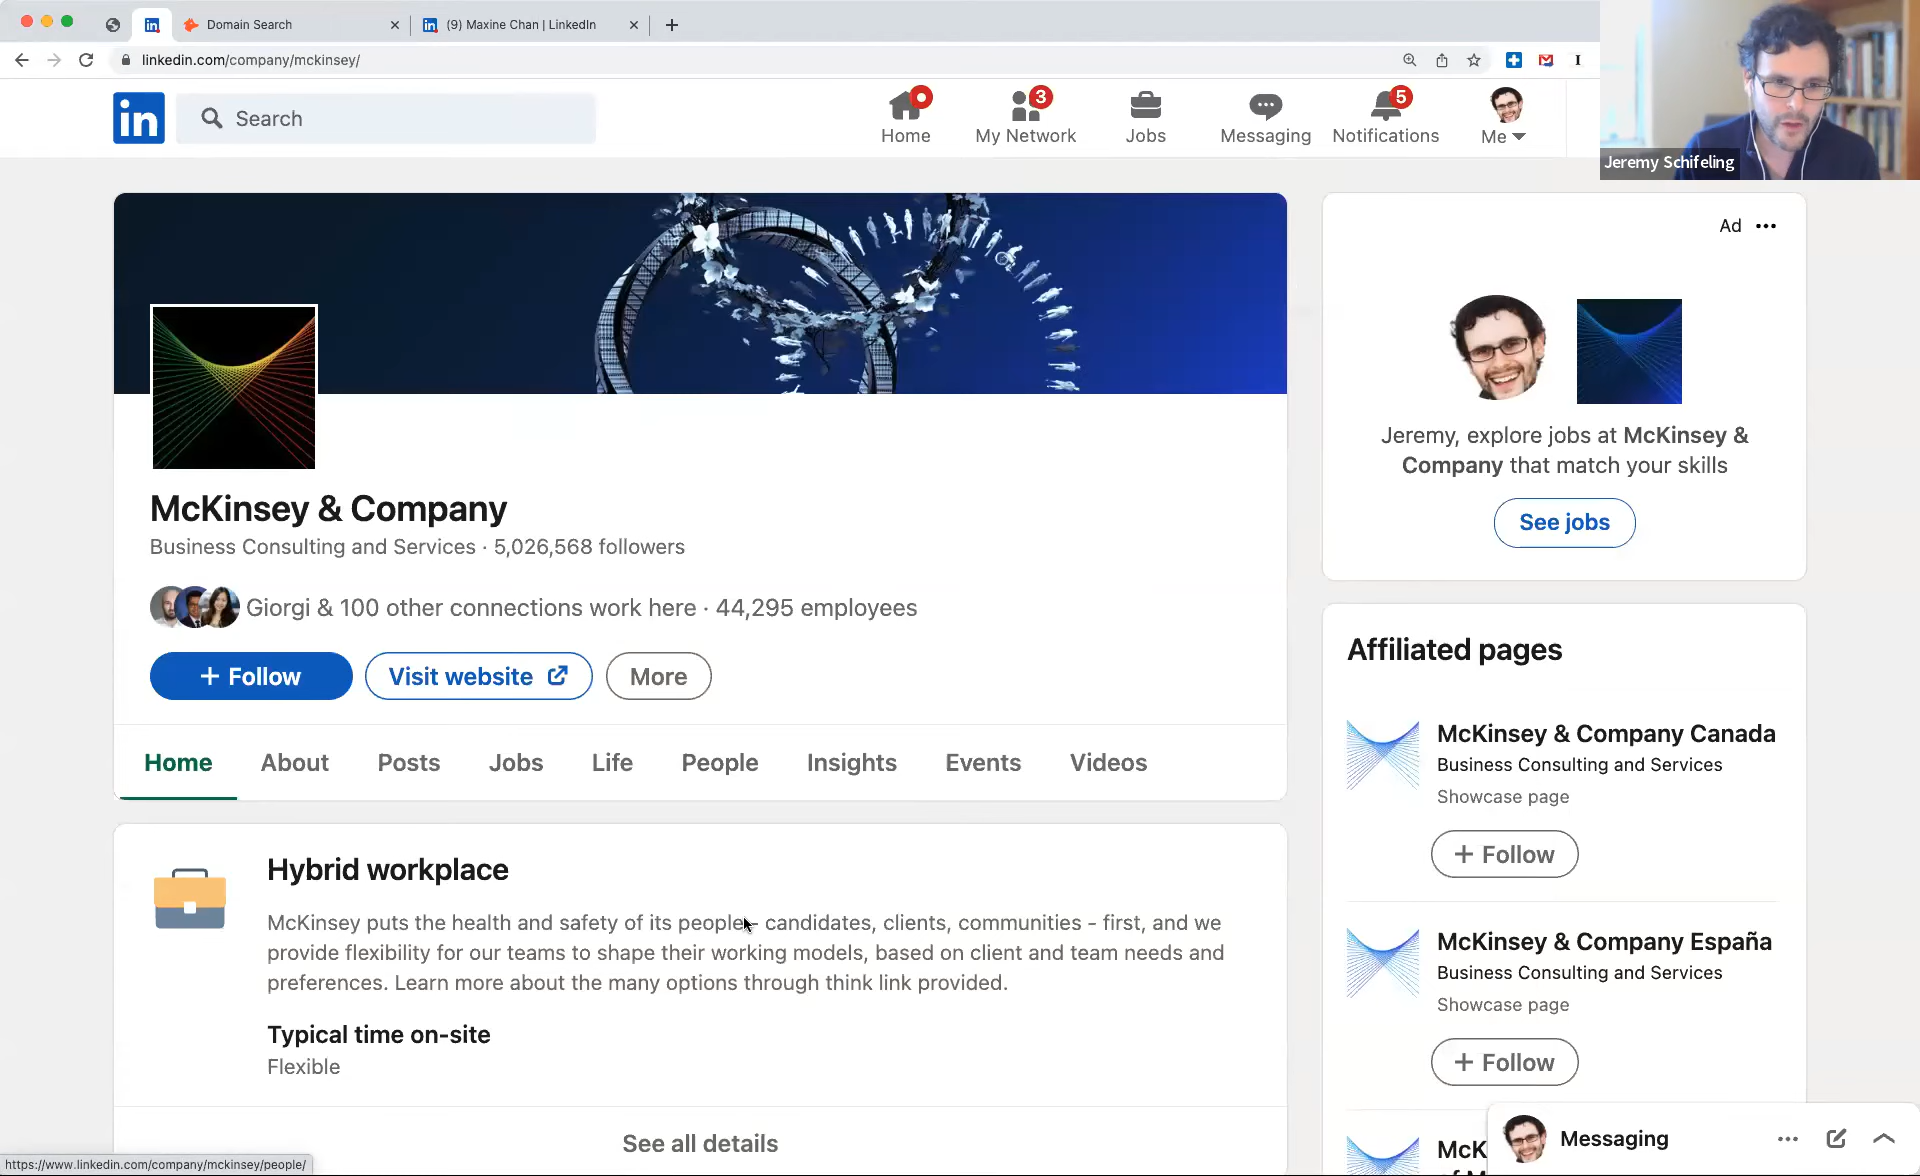 Domain Search
(9) Maxine Chan | LinkedIn
linkedin.com/company/mckinsey/
I
Jeremy Schifeling
in
Search
Home
3
My Network
Jobs
Messaging
5
Notifications
Me
McKinsey & Company
Business Consulting and Services · 5,026,568 followers
Giorgi & 100 other connections work here · 44,295 employees
+ Follow
Visit website
More
Home
About
Posts
Jobs
Life
People
Insights
Events
Videos
Hybrid workplace
McKinsey puts the health and safety of its people - candidates, clients, communities - first, and we
provide flexibility for our teams to shape their working models, based on client and team needs and
preferences. Learn more about the many options through think link provided.
Typical time on-site
Flexible
See all details
Ad
Jeremy, explore jobs at McKinsey &
Company that match your skills
See jobs
Affiliated pages
McKinsey & Company Canada
Business Consulting and Services
Showcase page
+ Follow
McKinsey & Company España
Business Consulting and Services
Showcase page
+ Follow
McK
Messaging
https://www.linkedin.com/company/mckinsey/people/